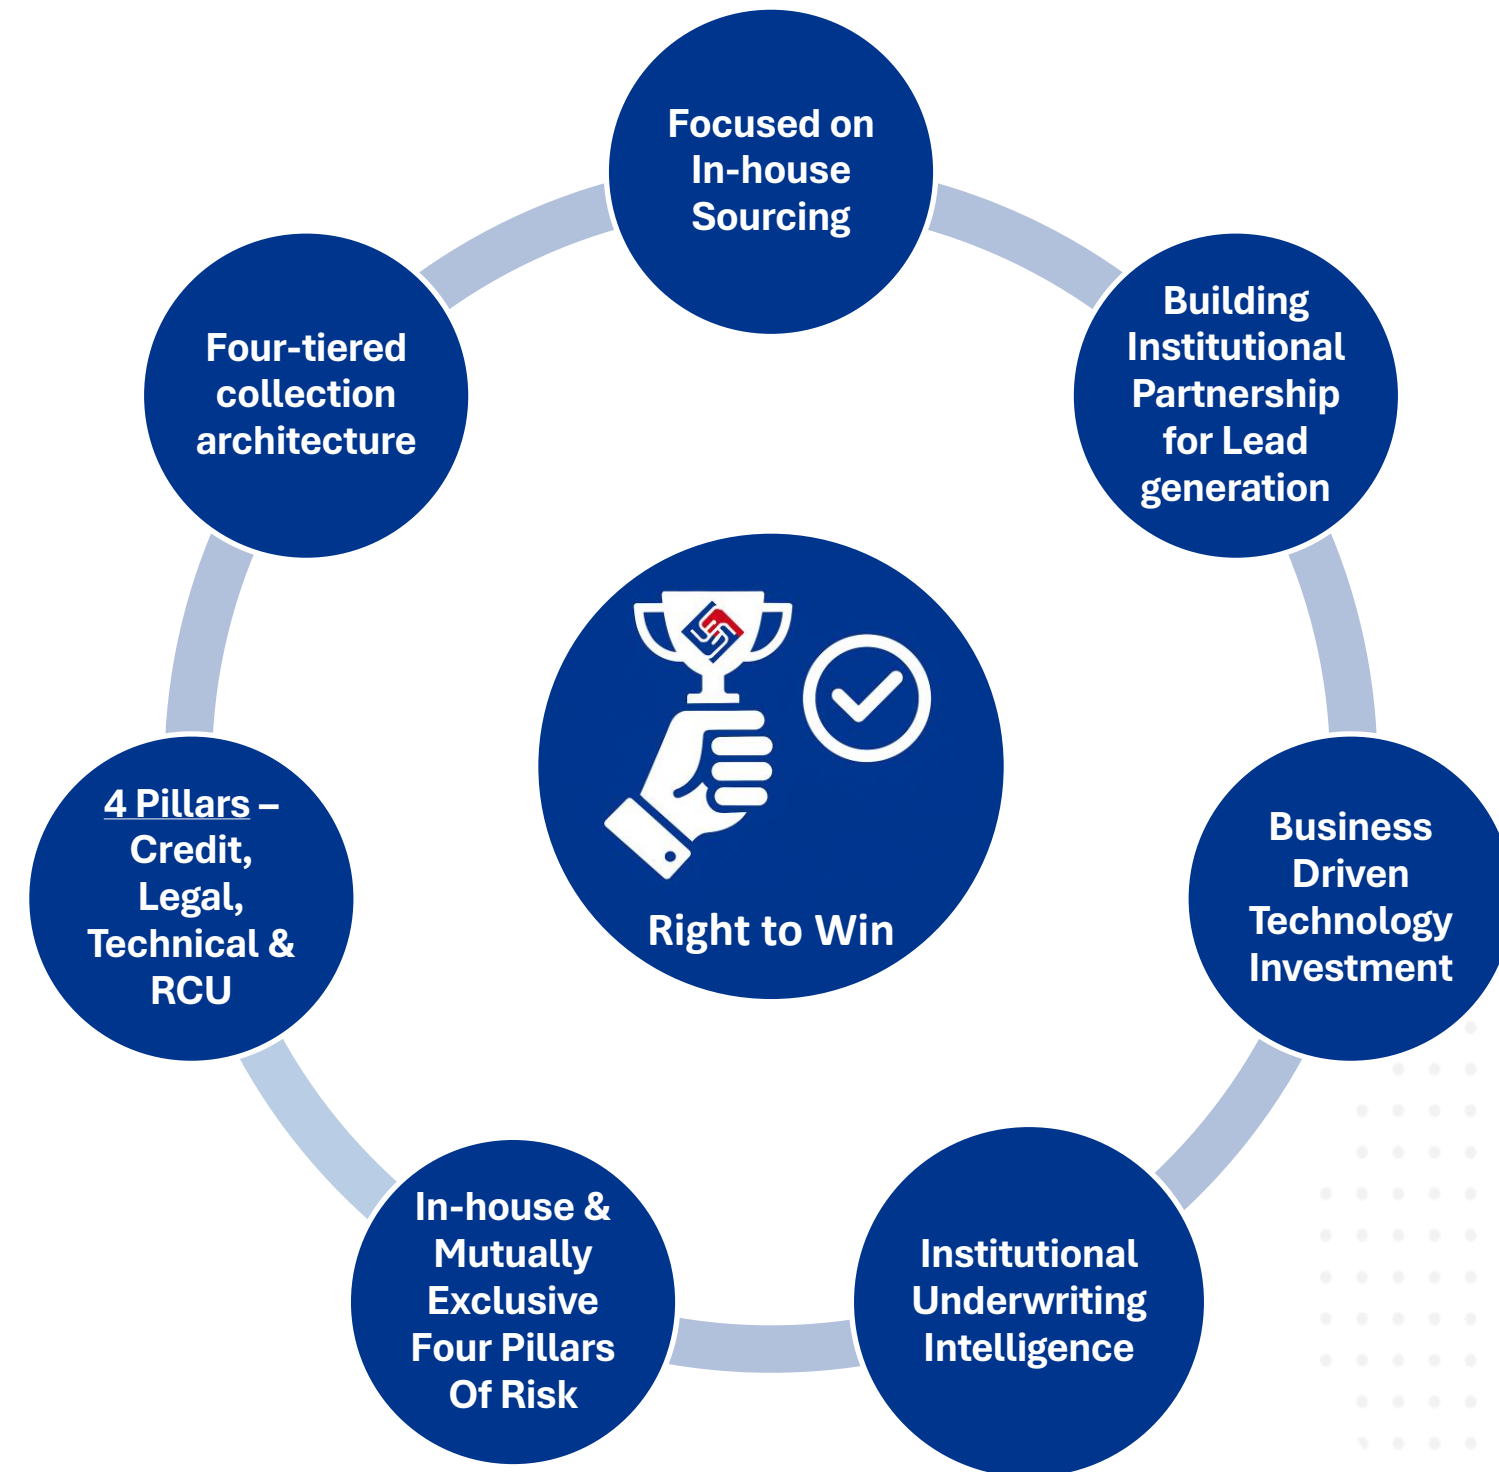 Focused on
In-house
Sourcing
Building
Institutional
Partnership
for Lead
generation
Business
Driven
Technology
Investment
Institutional
Underwriting
Intelligence
In-house &
Mutually
Exclusive
Four Pillars
Of Risk
4 Pillars –
Credit,
Legal,
Technical &
RCU
Four-tiered
collection
architecture
Right to Win